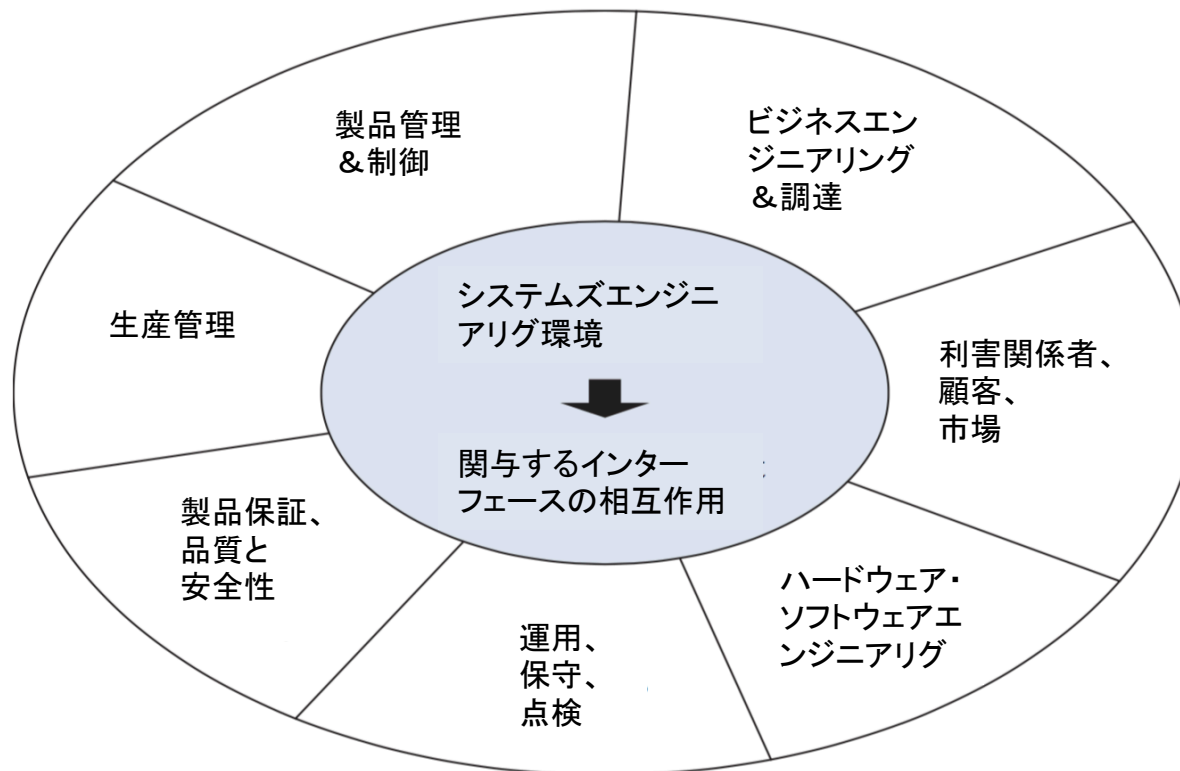 製品管理
＆制御
ビジネスエン
ジニアリング
＆調達
システムズエンジニ
アリグ環境
生産管理
利害関係者、
顧客、
市場
関与するインター
フェースの相互作用
製品保証、
品質と
安全性
ハードウェア・
ソフトウェアエ
ンジニアリグ
運用、
保守、
点検